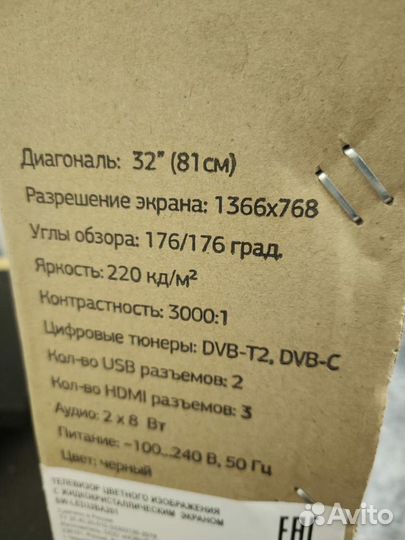 Диагональ: 32" (81см)
Разрешение экрана: 1366x768
Углы обзора: 176/176 град.
Яркость: 220 кд/м²
Контрастность: 3000:1
Цифровые тюнеры: DVB-T2, DVB-C
Кол-во USB разъемов: 2
Кол-во HDMI разъемов: 3
Аудио: 2 x 8 Вт
Питание: ~100...240 В, 50 Гц
Цвет: черный
ТЕЛЕВИЗОР ЦВЕТНОГО ИЗОБРАЖЕНИЯ
С ЖИДКОКРИСТАЛЛИЧЕСКИМ ЭКРАНОМ
EAC
Avito